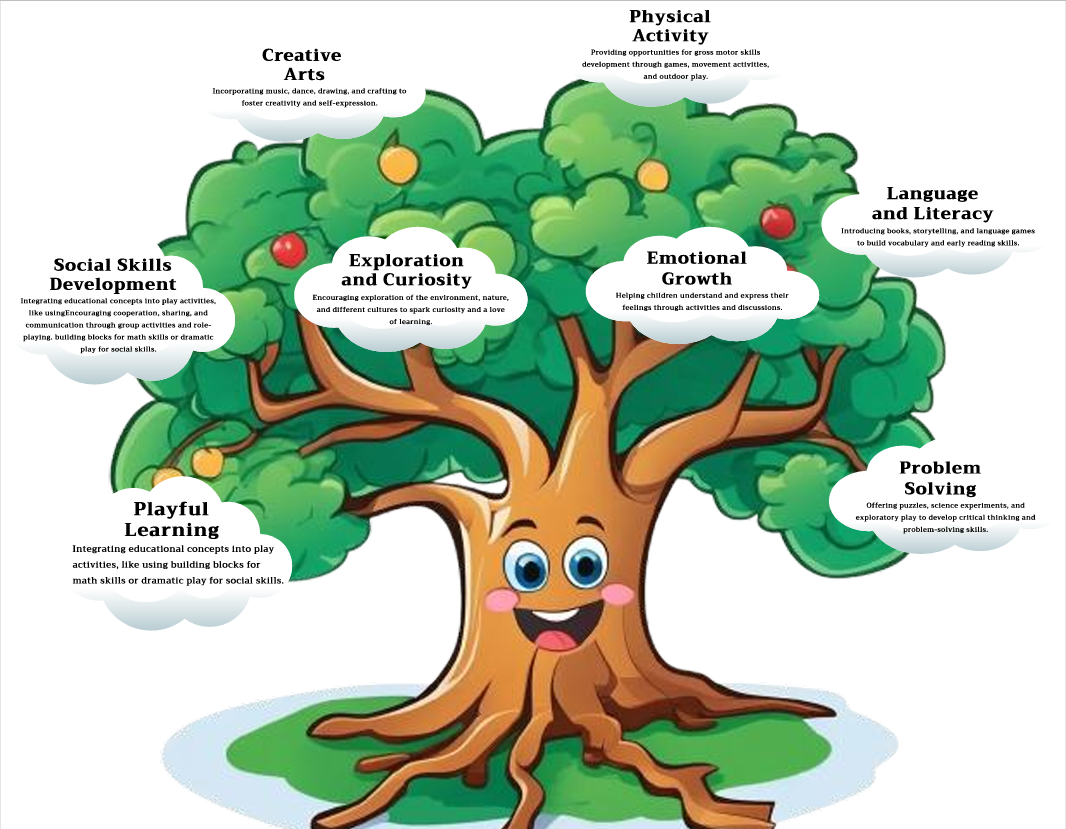 Physical
Activity
Providing opportunities for gross motor skills
development through games, movement activities,
and outdoor play.
Creative
Arts
Incorporating music, dance, drawing, and crafting to
foster creativity and self-expression.
Language
and Literacy
Introducing books, storytelling, and language games
to build vocabulary and early reading skills.
Social Skills
Development
Integrating educational concepts into play activities,
like usingEncouraging cooperation, sharing, and
communication through group activities and role-
playing. building blocks for math skills or dramatic
play for social skills.
Exploration
and Curiosity
Encouraging exploration of the environment, nature,
and different cultures to spark curiosity and a love
of learning.
Emotional
Growth
Helping children understand and express their
feelings through activities and discussions.
Problem
Solving
Offering puzzles, science experiments, and
exploratory play to develop critical thinking and
problem-solving skills.
Playful
Learning
Integrating educational concepts into play
activities, like using building blocks for
math skills or dramatic play for social skills.